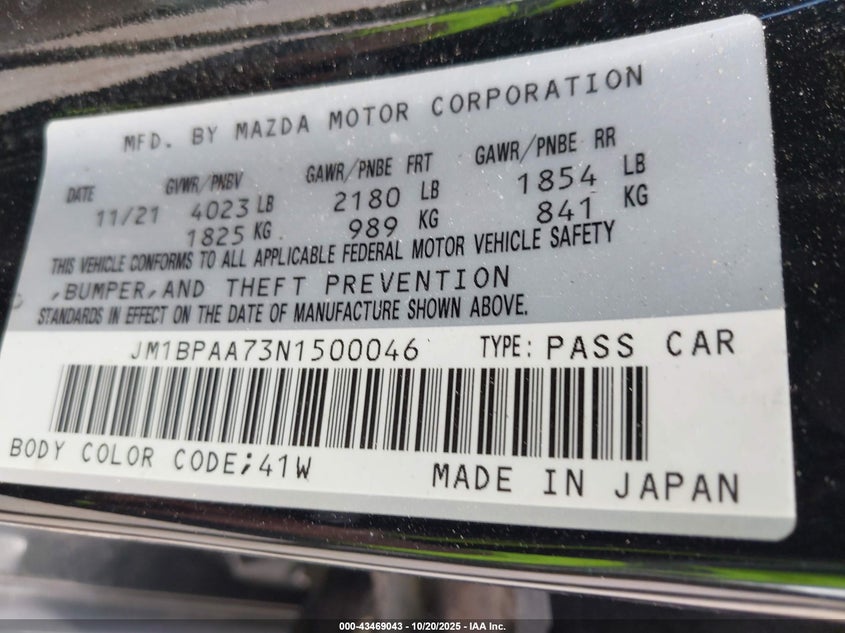 MFD. BY MAZDA MOTOR CORPORATION
DATE GVWR/PNBV GAWR/PNBE FRT GAWR/PNBE RR
11/21 4023 LB 2180 LB 1854 LB
1825 KG 989 KG 841 KG
THIS VEHICLE CONFORMS TO ALL APPLICABLE FEDERAL MOTOR VEHICLE SAFETY
,BUMPER,AND THEFT PREVENTION
STANDARDS IN EFFECT ON THE DATE OF MANUFACTURE SHOWN ABOVE.
JM1BPAA73N1500046 TYPE: PASS CAR
BODY COLOR CODE;41W MADE IN JAPAN
000-43469043 - 10/20/2025 - IAA Inc.